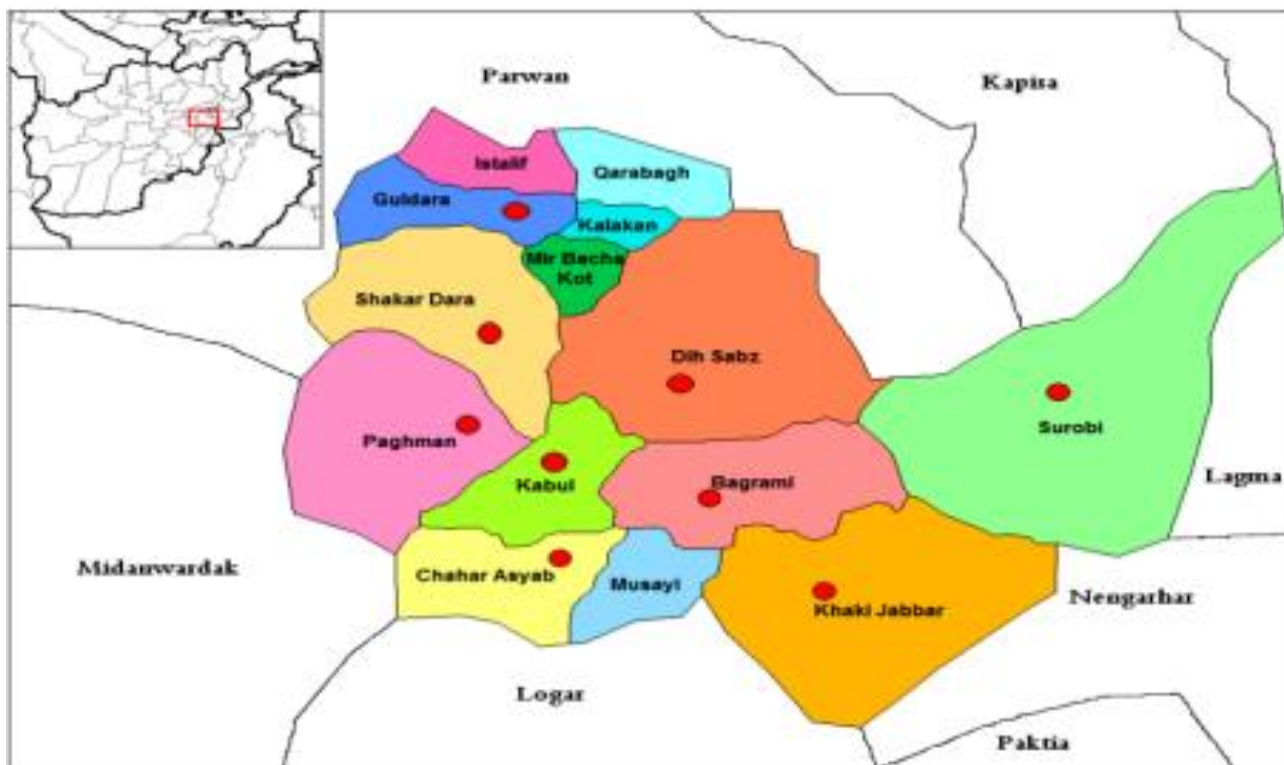 Parwan
Kapisa
Istalif
Qarabagh
Guldara
Kalakan
Mir Bacha
Kot
Shakar Dara
Dih Sabz
Paghman
Surobi
Kabul
Bagrami
Lagma
Midanwardak
Chahar Asyab
Musayi
Khaki Jabbar
Nengarhar
Logar
Paktia